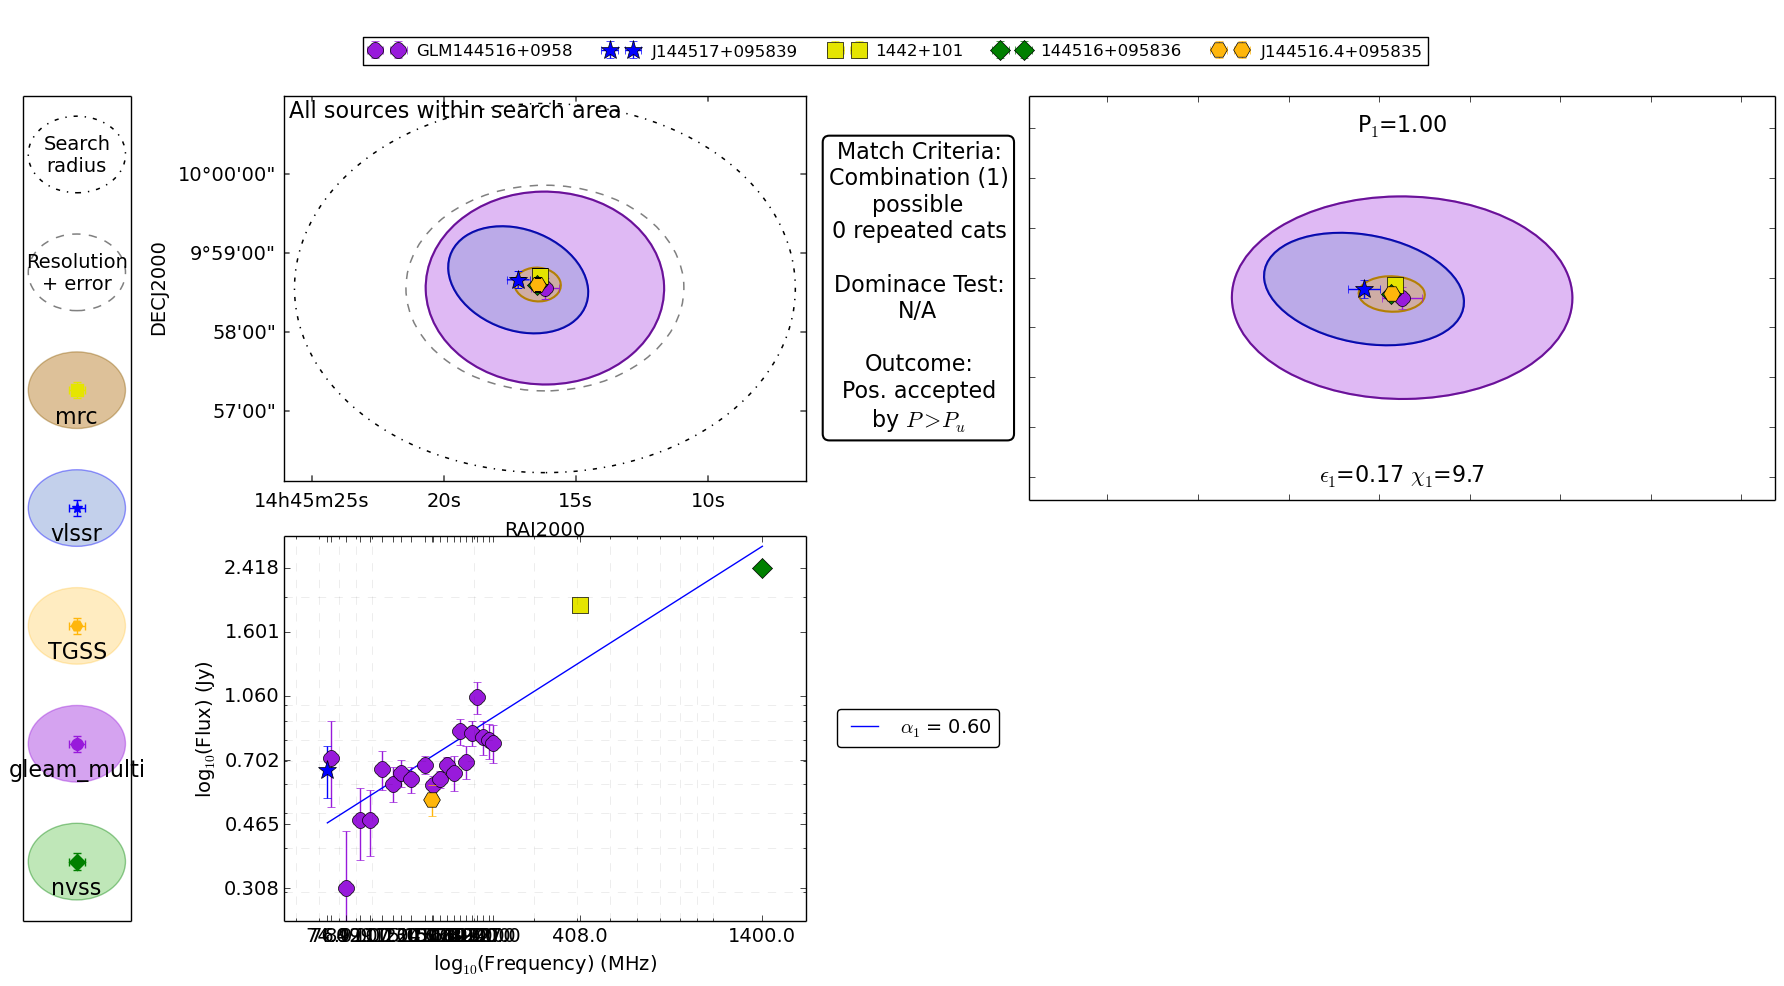 GLM144516+0958 J144517+095839 1442+101 144516+095836 J144516.4+095835
Search
radius
Resolution
+ error
mrc
vlssr
TGSS
gleam_multi
nvss
All sources within search area
DECJ2000
10°00'00"
9°59'00"
58'00"
57'00"
14h45m25s 20s 15s 10s
RAJ2000
Match Criteria:
Combination (1)
possible
0 repeated cats
Dominace Test:
N/A
Outcome:
Pos. accepted
by P>Pᵤ
P₁=1.00
ϵ₁=0.17 χ₁=9.7
log₁₀(Flux) (Jy)
2.418
1.601
1.060
0.702
0.465
0.308
408.0 1400.0
log₁₀(Frequency) (MHz)
α₁ = 0.60